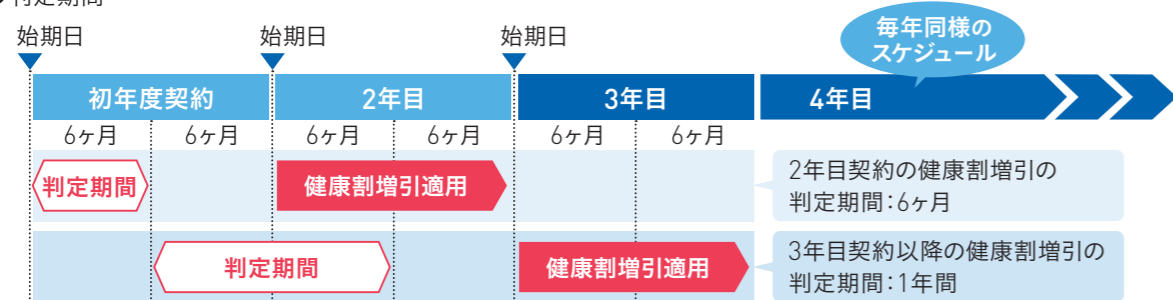 判定期間
始期日 始期日 始期日
毎年同様の
スケジュール
初年度契約 2年目 3年目 4年目
6ヶ月 6ヶ月 6ヶ月 6ヶ月 6ヶ月 6ヶ月
判定期間 健康割増引適用
2年目契約の健康割増引の
判定期間：6ヶ月
判定期間 健康割増引適用
3年目契約以降の健康割増引の
判定期間：1年間